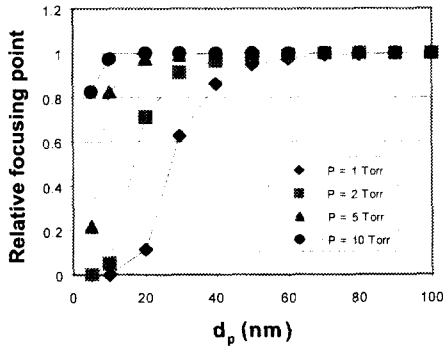 Relative focusing point
1.2
1
0.8
0.6
0.4
0.2
0
P = 1 Torr
P = 2 Torr
P = 5 Torr
P = 10 Torr
0 20 40 60 80 100
dp (nm)